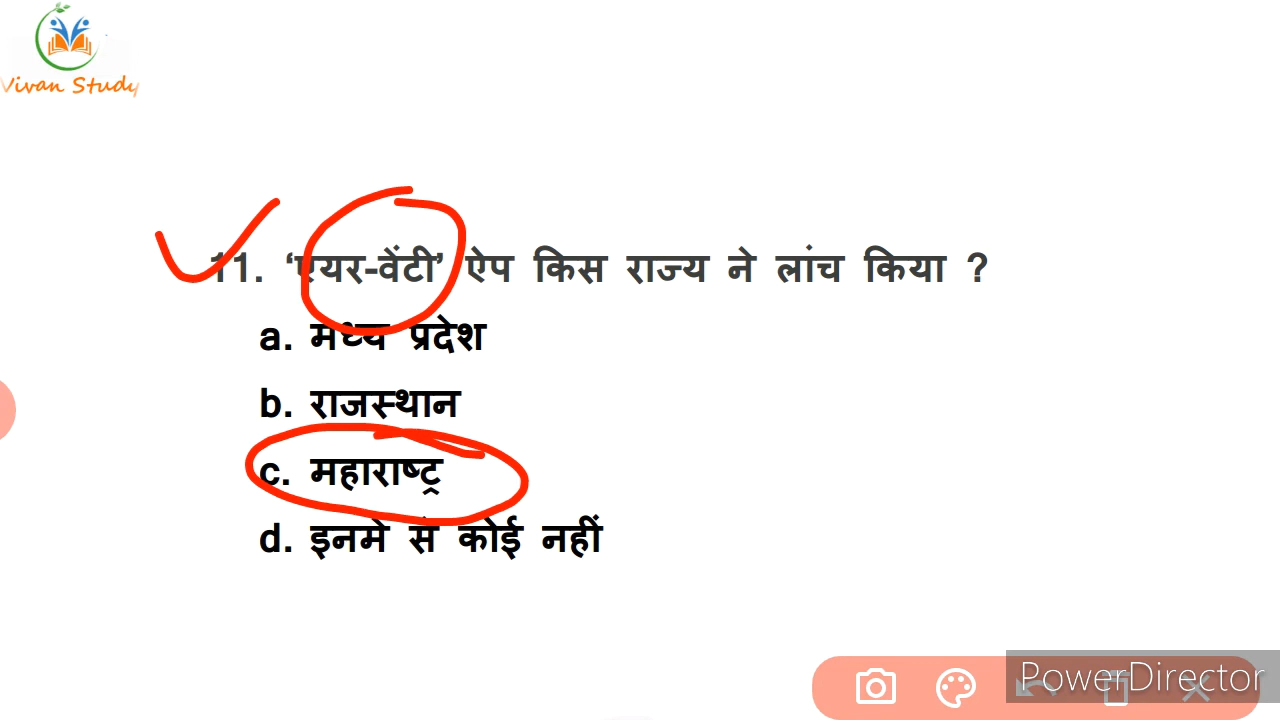 Vivan Study
11. ‘एयर-वेंटी’ ऐप किस राज्य ने लांच किया ?
a. मध्य प्रदेश
b. राजस्थान
c. महाराष्ट्र
d. इनमे से कोई नहीं
PowerDirector